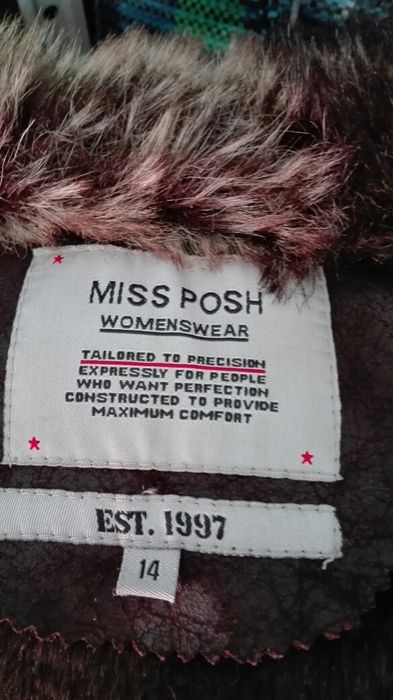 MISS POSH
WOMENSWEAR
TAILORED TO PRECISION
EXPRESSLY FOR PEOPLE
WHO WANT PERFECTION
CONSTRUCTED TO PROVIDE
MAXIMUM COMFORT
EST. 1997
14